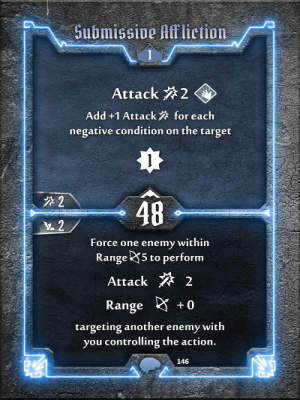 Submissive Affliction
1
Attack 2
Add +1 Attack for each
negative condition on the target
1
2
48
2
Force one enemy within
Range 5 to perform
Attack 2
Range +0
targeting another enemy with
you controlling the action.
146